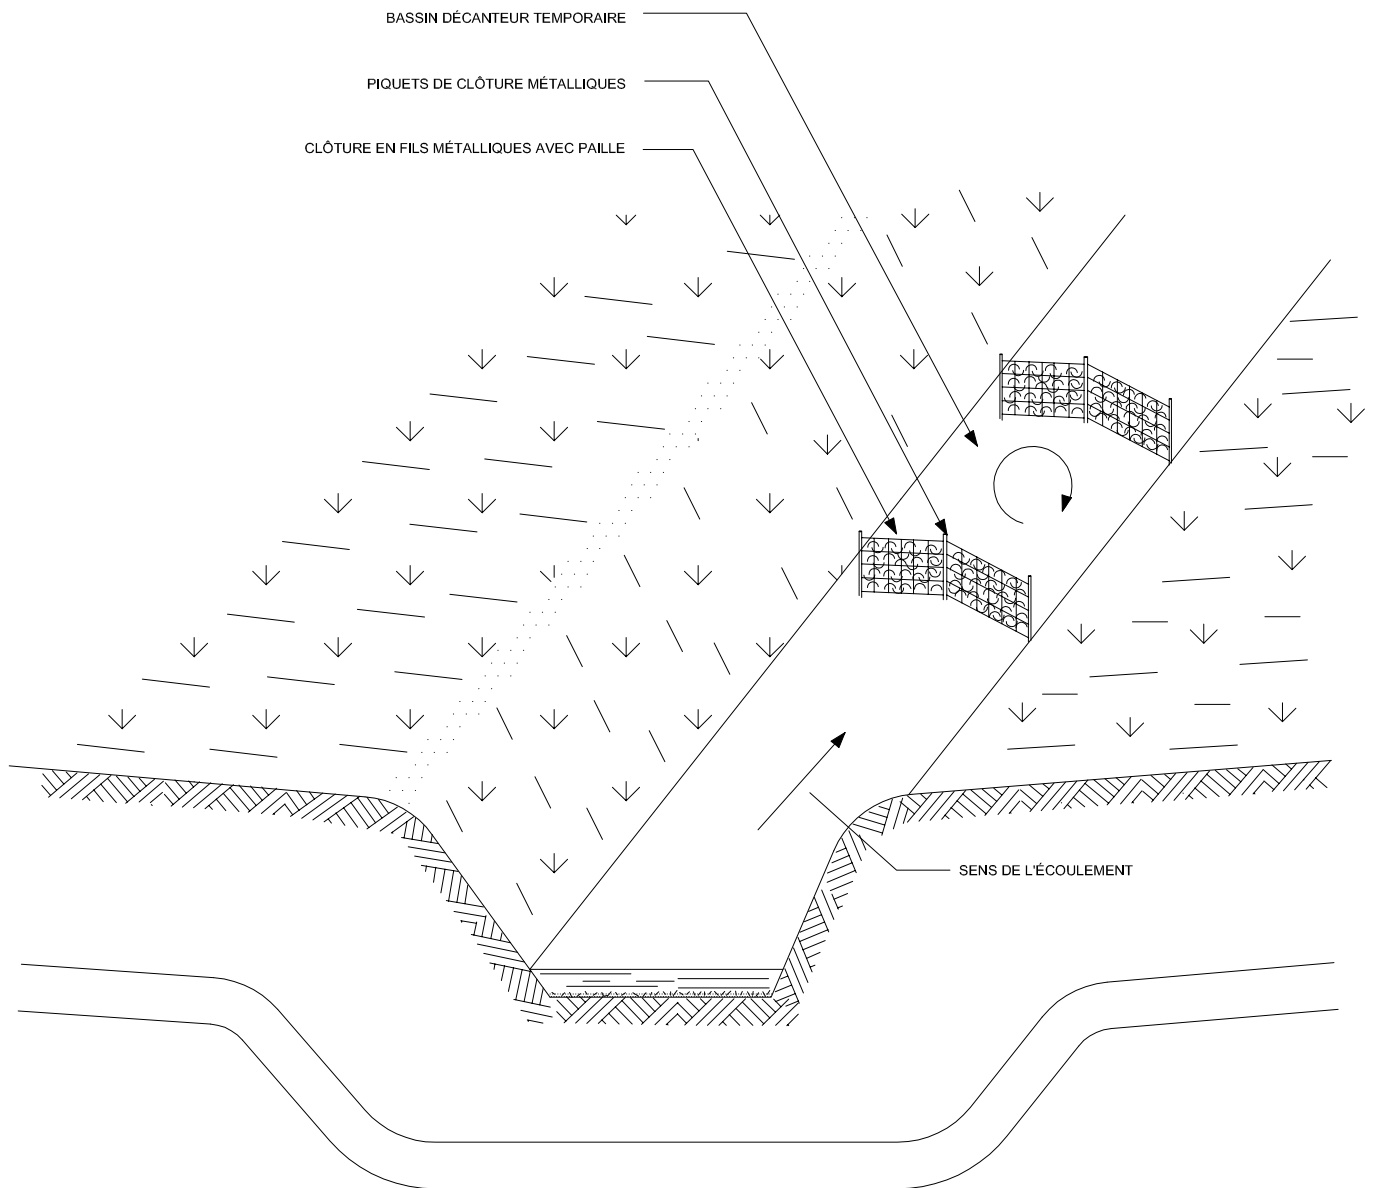 BASSIN DÉCANTEUR TEMPORAIRE
PIQUETS DE CLÔTURE MÉTALLIQUES
CLÔTURE EN FILS MÉTALLIQUES AVEC PAILLE
SENS DE L'ÉCOULEMENT